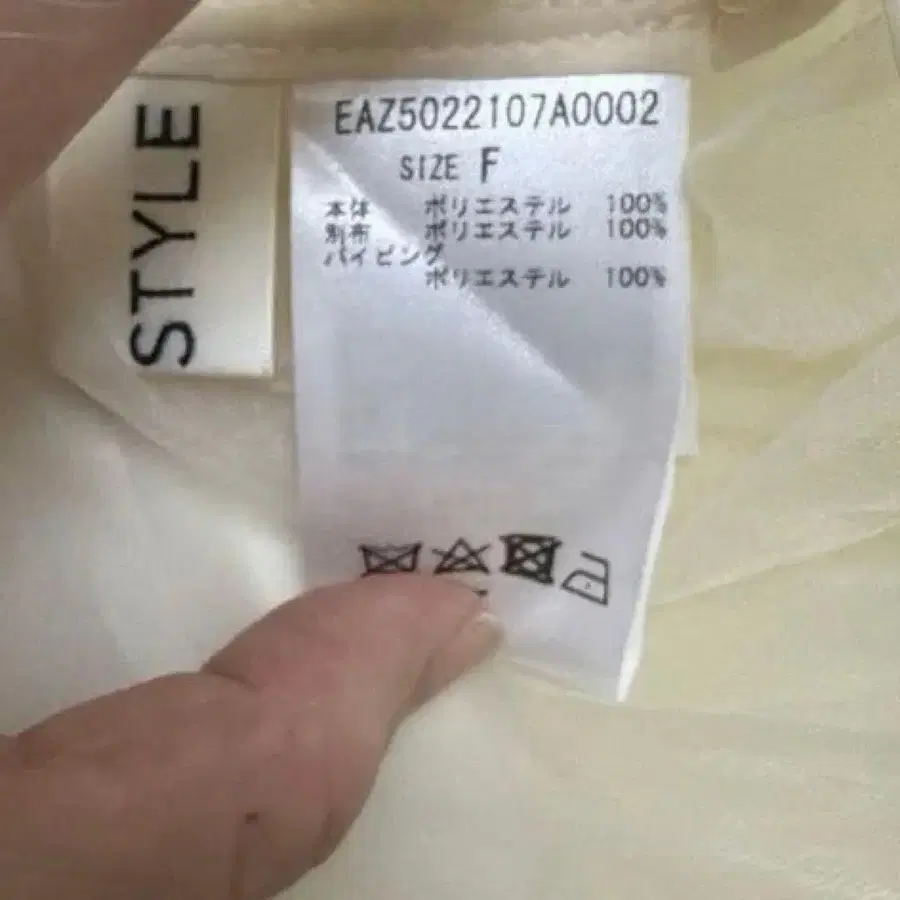 STYLE
EAZ5022107A0002
SIZE F
本体 ポリエステル 100%
別布 ポリエステル 100%
パイピング
ポリエステル 100%